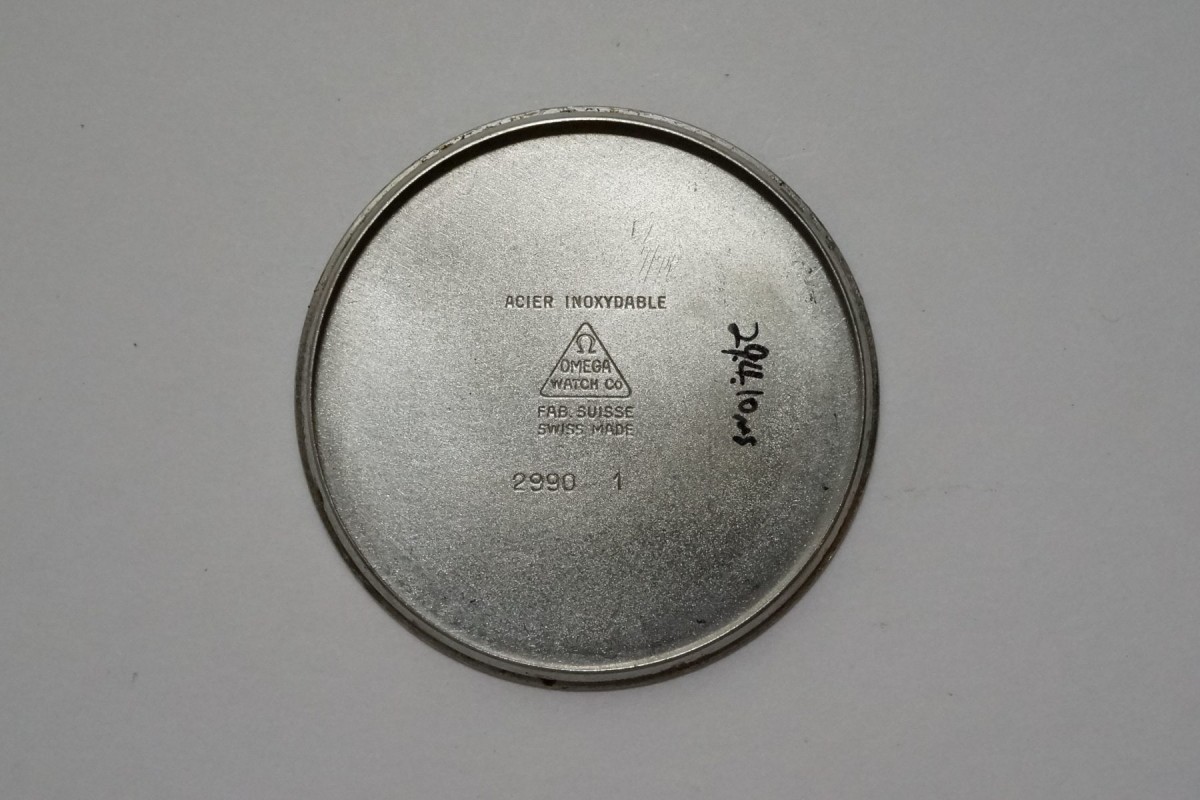 ACIER INOXYDABLE
Ω
OMEGA
WATCH Co
FAB. SUISSE
SWISS MADE
2990 1